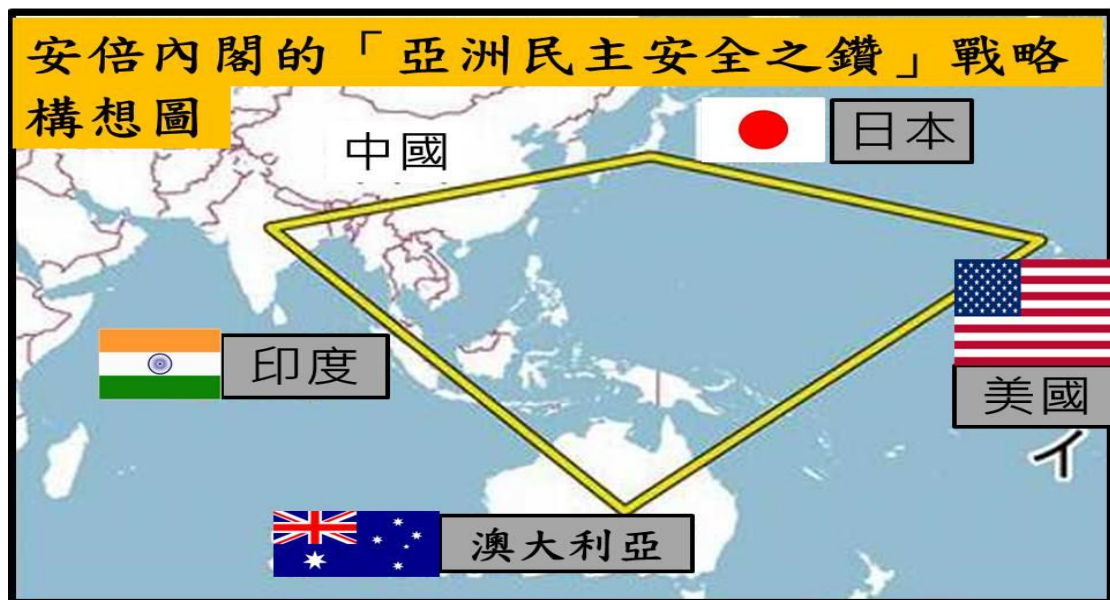 安倍內閣的「亞洲民主安全之鑽」戰略
構想圖
中國
日本
印度
美國
イ
澳大利亞